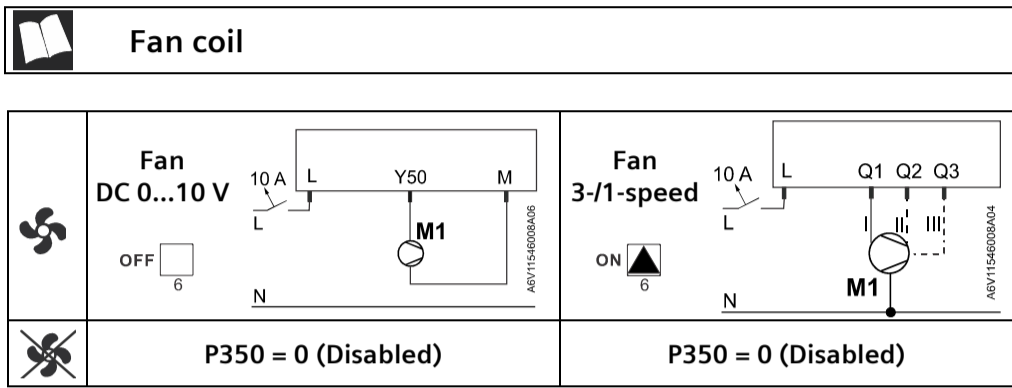 Fan coil
Fan
DC 0...10 V
OFF
6
10 A
L
Y50
M
L
M1
N
A6V11546008A06
Fan
3-/1-speed
ON
6
10 A
L
Q1 Q2 Q3
L
I II III
M1
N
A6V11546008A04
P350 = 0 (Disabled)
P350 = 0 (Disabled)